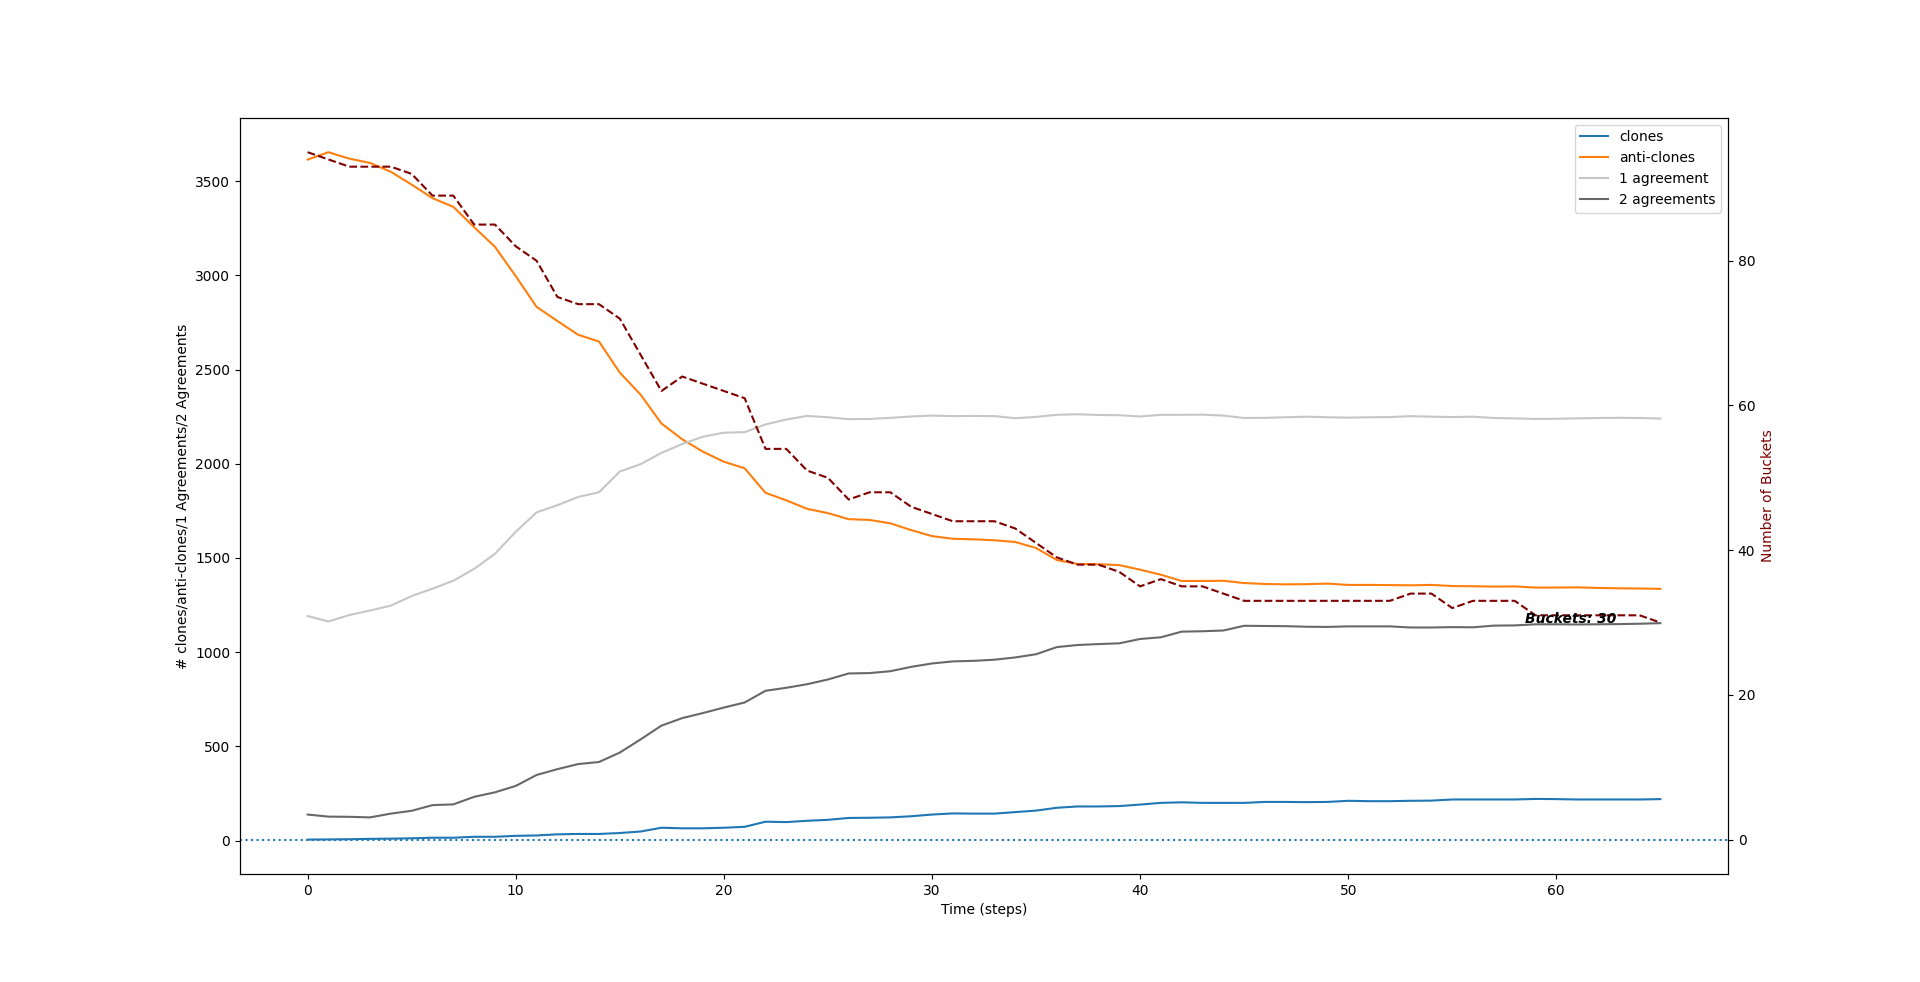 clones
anti-clones
1 agreement
2 agreements
3500
3000
2500
2000
1500
1000
500
0
# clones/anti-clones/1 Agreements/2 Agreements
80
60
40
20
0
Number of Buckets
Buckets: 30
0 10 20 30 40 50 60
Time (steps)